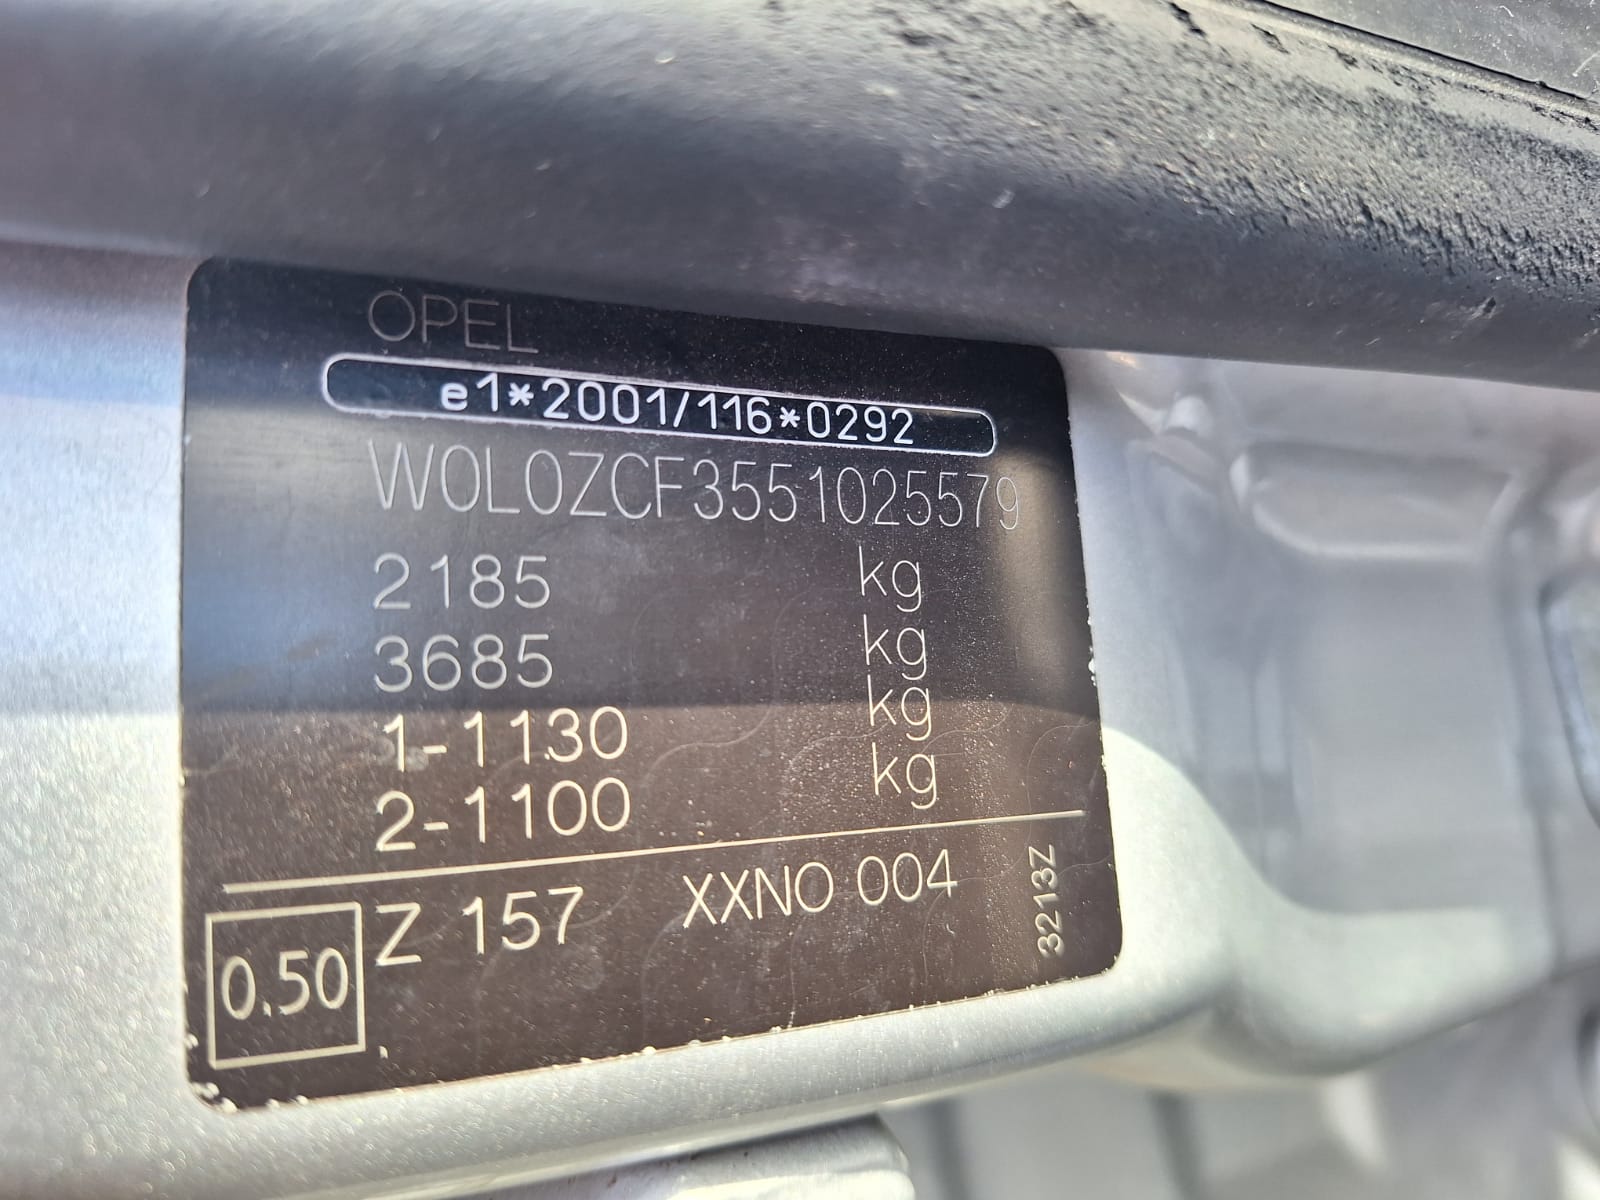 OPEL
e1*2001/116*0292
W0L0ZCF3551025579
2185 kg
3685 kg
1-1130 kg
2-1100 kg
0.50 Z 157 XXNO 004 3213Z